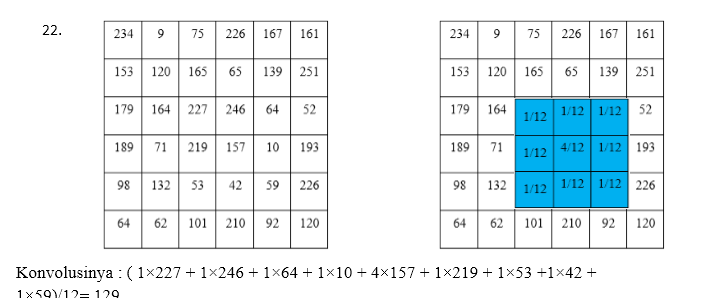 22.
234 9 75 226 167 161
153 120 165 65 139 251
179 164 227 246 64 52
189 71 219 157 10 193
98 132 53 42 59 226
64 62 101 210 92 120
234 9 75 226 167 161
153 120 165 65 139 251
179 164 1/12 1/12 1/12 52
189 71 1/12 4/12 1/12 193
98 132 1/12 1/12 1/12 226
64 62 101 210 92 120
Konvolusinya : ( 1×227 + 1×246 + 1×64 + 1×10 + 4×157 + 1×219 + 1×53 +1×42 +
1×59)/12= 129